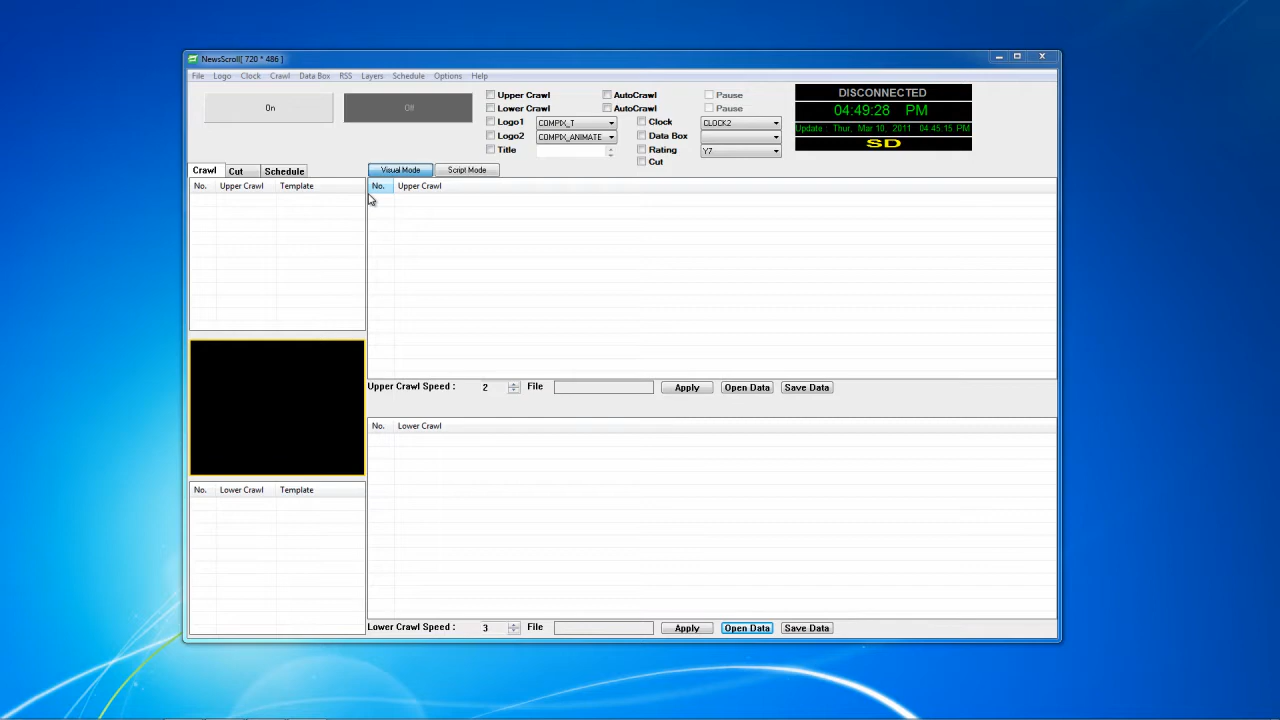 NewsScroll[ 720 * 486 ]
File Logo Clock Crawl Data Box RSS Layers Schedule Options Help
On Off
Upper Crawl AutoCrawl Pause
Lower Crawl AutoCrawl Pause
Logo1 COMPIX_T Clock CLOCK2
Logo2 COMPIX_ANIMATE Data Box
Title Rating Y7
Cut
DISCONNECTED
04:49:28 PM
Update : Thur, Mar 10, 2011 04:45:15 PM
SD
Crawl Cut Schedule Visual Mode Script Mode
No. Upper Crawl Template No. Upper Crawl
Upper Crawl Speed : 2 File Apply Open Data Save Data
No. Lower Crawl
No. Lower Crawl Template
Lower Crawl Speed : 3 File Apply Open Data Save Data